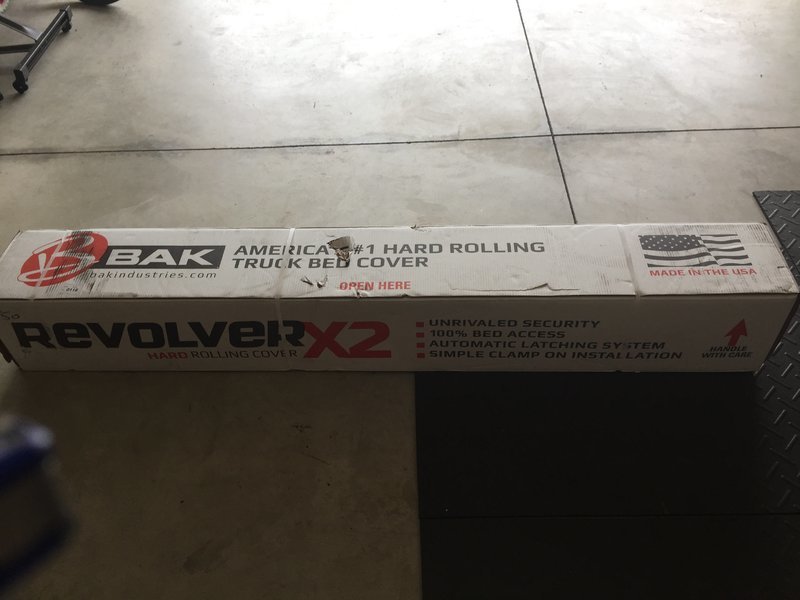 BAK
bakindustries.com
AMERICA'S #1 HARD ROLLING
TRUCK BED COVER
OPEN HERE
MADE IN THE USA
REVOLVER X2
HARD ROLLING COVER
UNRIVALED SECURITY
100% BED ACCESS
AUTOMATIC LATCHING SYSTEM
SIMPLE CLAMP ON INSTALLATION
HANDLE
WITH CARE